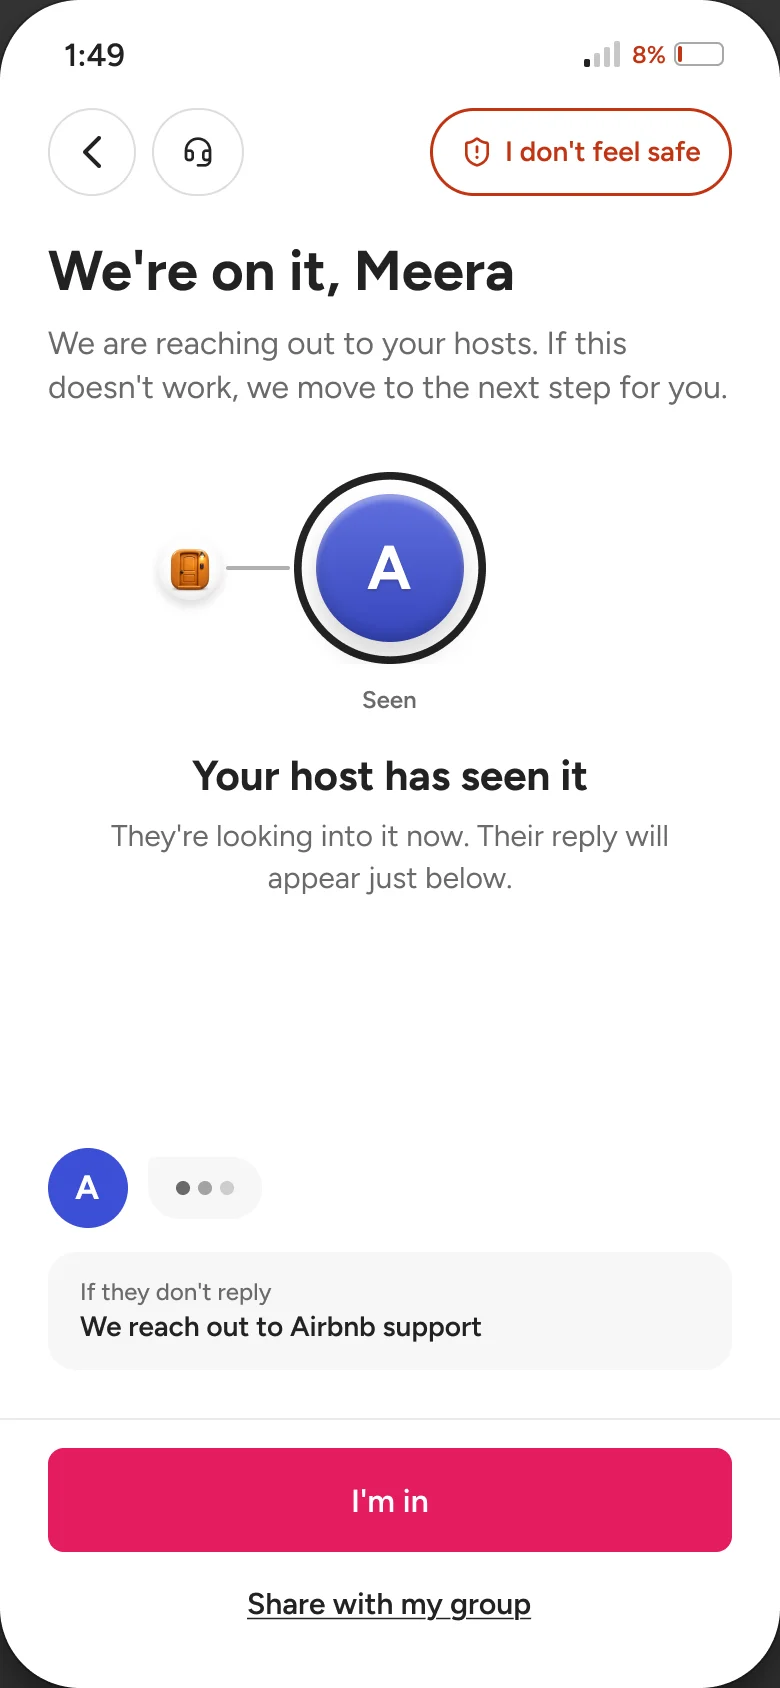 1:49
8%
I don't feel safe
We're on it, Meera
We are reaching out to your hosts. If this
doesn't work, we move to the next step for you.
A
Seen
Your host has seen it
They're looking into it now. Their reply will
appear just below.
A
If they don't reply
We reach out to Airbnb support
I'm in
Share with my group